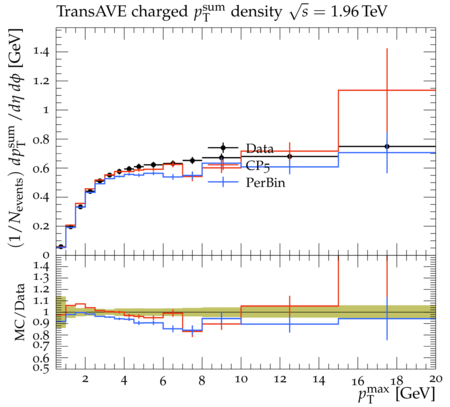 TransAVE charged p_T^sum density √s = 1.96 TeV
(1/N_events) dp_T^sum/dη dϕ [GeV]
1.4
1.2
1
0.8
0.6
0.4
0.2
0
Data
CP5
PerBin
MC/Data
1.4
1.3
1.2
1.1
1
0.9
0.8
0.7
0.6
0.5
2 4 6 8 10 12 14 16 18 20
p_T^max [GeV]